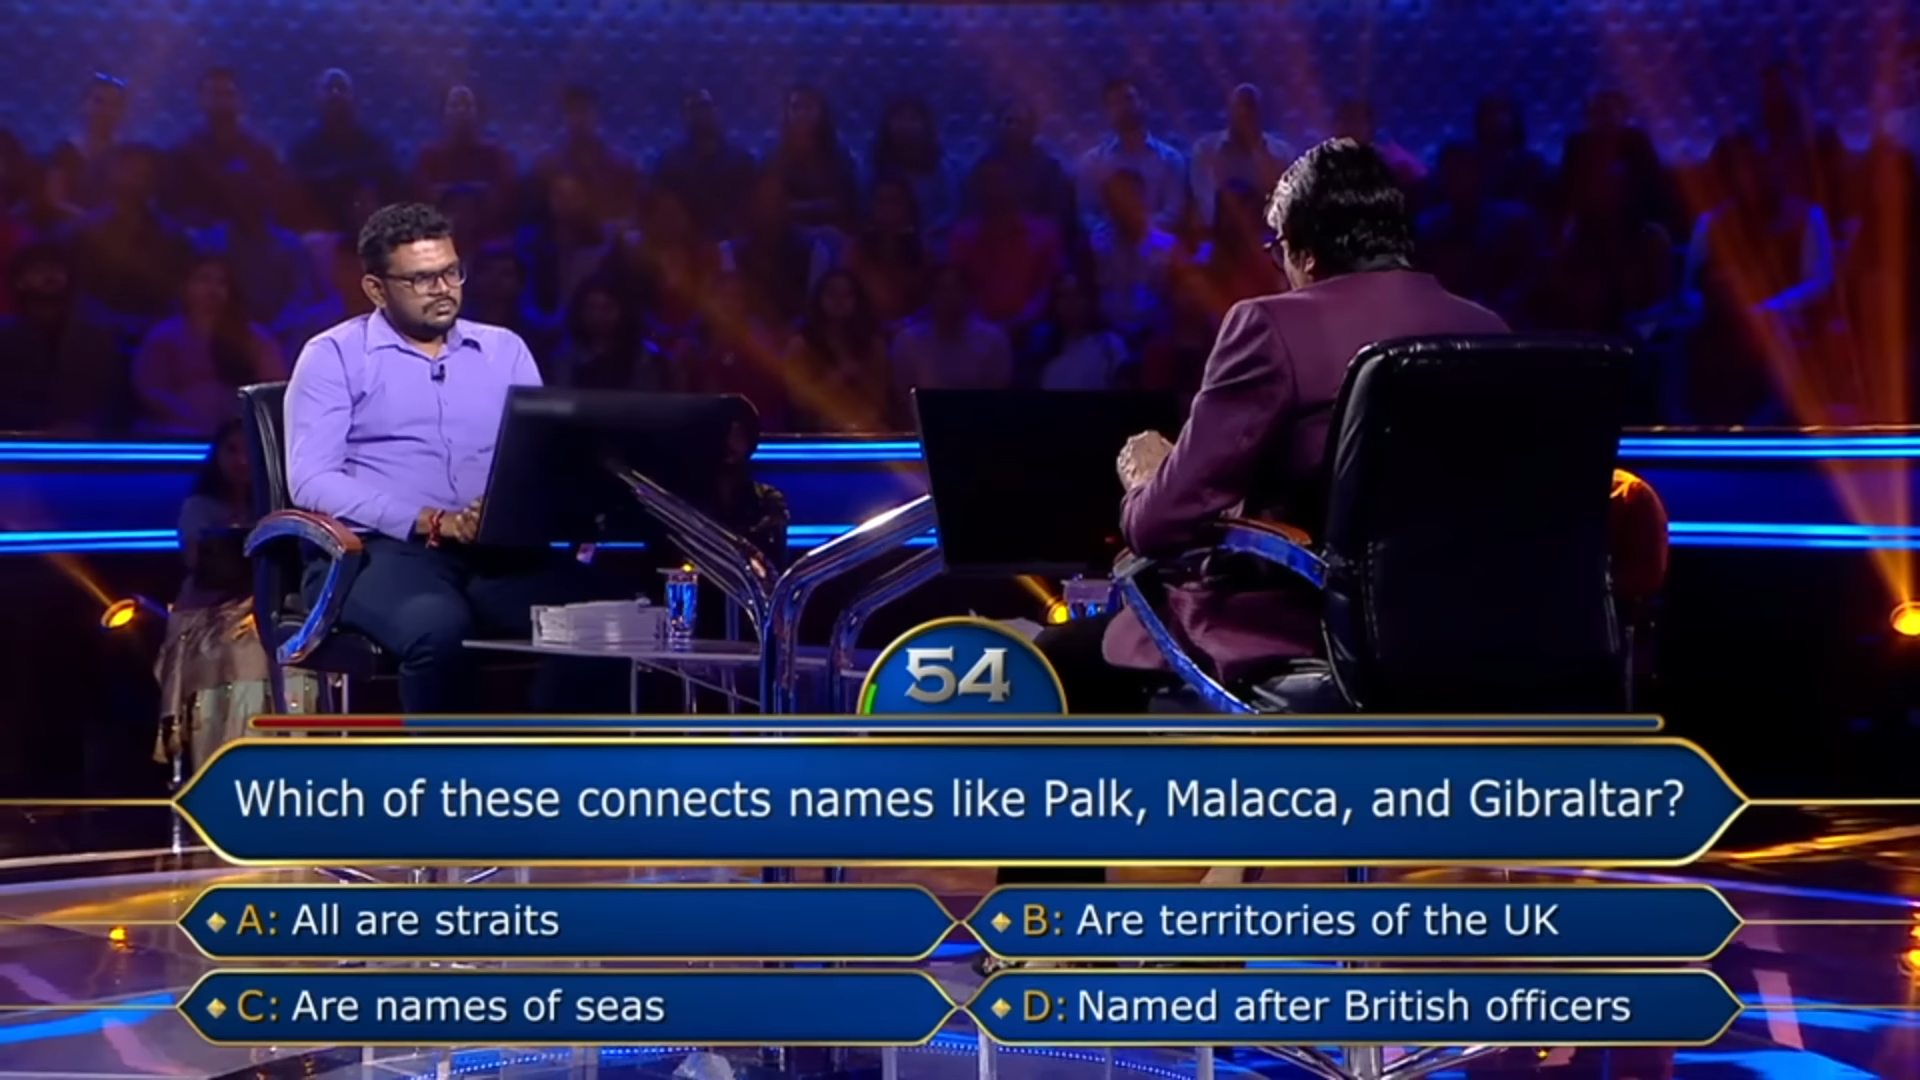 54
Which of these connects names like Palk, Malacca, and Gibraltar?
A: All are straits
B: Are territories of the UK
C: Are names of seas
D: Named after British officers